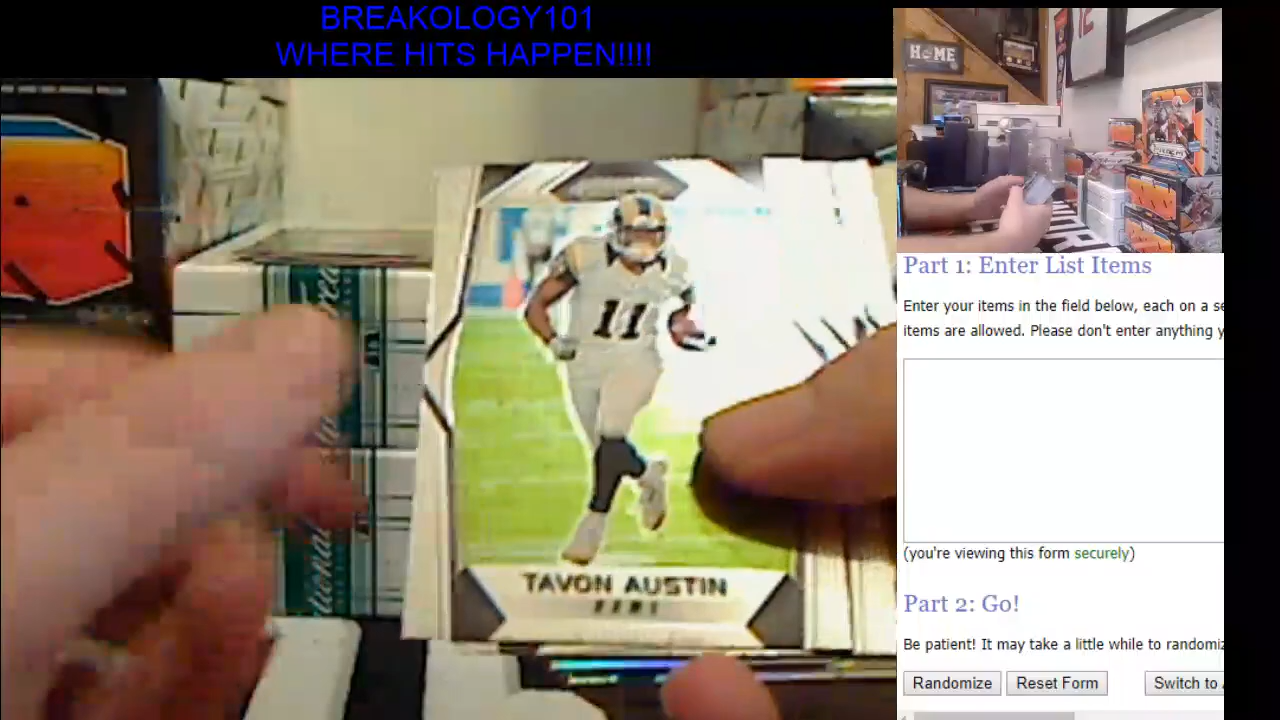 BREAKOLOGY101
WHERE HITS HAPPEN!!!!
HOME
11
TAVON AUSTIN
RAMS
Part 1: Enter List Items
Enter your items in the field below, each on a se
items are allowed. Please don't enter anything y
(you're viewing this form securely)
Part 2: Go!
Be patient! It may take a little while to randomiz
Randomize
Reset Form
Switch to